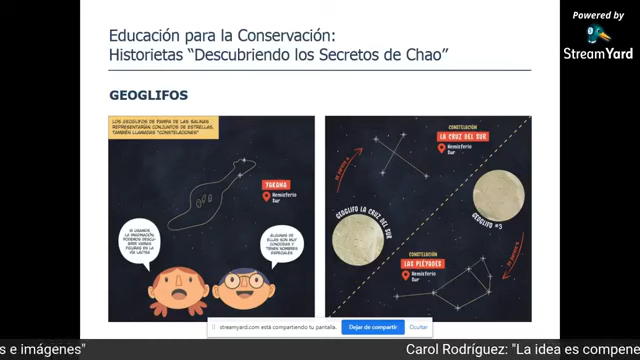 Powered by
StreamYard
Educación para la Conservación:
Historietas “Descubriendo los Secretos de Chao”
GEOGLIFOS
LOS GEOGLIFOS DE PAMPA DE LAS SALINAS
REPRESENTARÍAN CONJUNTOS DE ESTRELLAS,
TAMBIÉN LLAMADAS "CONSTELACIONES"
YAKANA
Hemisferio
Sur
SI USAMOS
LA IMAGINACIÓN
PODEMOS DESCU-
BRIR VARIAS
FIGURAS EN LA
VÍA LÁCTEA
ALGUNAS DE
ELLAS SON MUY
CONOCIDAS Y
TIENEN NOMBRES
ESPECIALES.
CONSTELACIÓN
LA CRUZ DEL SUR
Hemisferio
Sur
GEOGLIFO LA CRUZ DEL SUR
GEOGLIFO #3
CONSTELACIÓN
LAS PLÉYADES
Hemisferio
Sur
streamyard.com está compartiendo tu pantalla.
Dejar de compartir
Ocultar
s e imágenes"
Carol Rodríguez: "La idea es compene